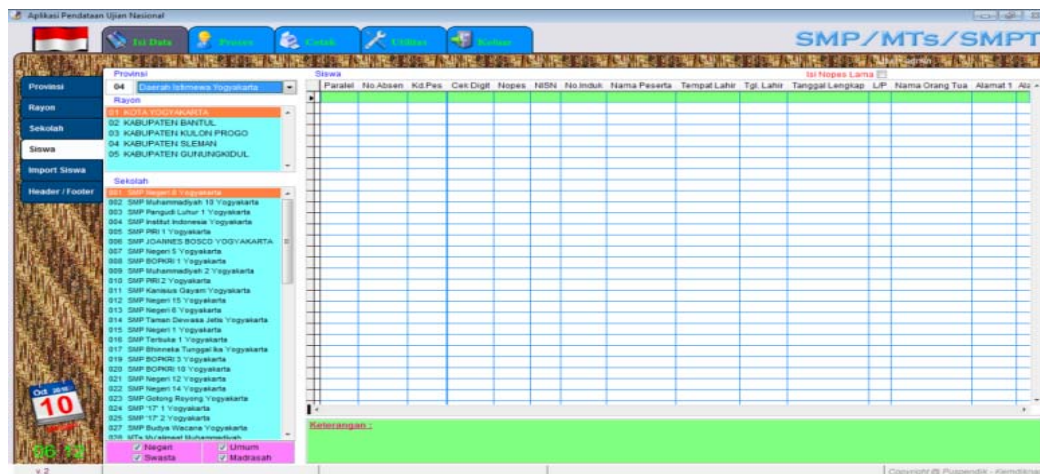 Aplikasi Pendataan Ujian Nasional
Isi Data
Proses
Cetak
Utilitas
Keluar
SMP/MTs/SMPT
Provinsi
Rayon
Sekolah
Siswa
Import Siswa
Header / Footer
Provinsi
04 Daerah Istimewa Yogyakarta
Rayon
01 KOTA YOGYAKARTA
02 KABUPATEN BANTUL
03 KABUPATEN KULON PROGO
04 KABUPATEN SLEMAN
05 KABUPATEN GUNUNGKIDUL
Sekolah
002 SMP Muhammadiyah 10 Yogyakarta
003 SMP Pangudi Luhur 1 Yogyakarta
004 SMP Institut Indonesia Yogyakarta
005 SMP PIRI 1 Yogyakarta
006 SMP JOANNES BOSCO YOGYAKARTA
007 SMP Negeri 5 Yogyakarta
008 SMP BOPKRI 1 Yogyakarta
009 SMP Muhammadiyah 2 Yogyakarta
010 SMP PIRI 2 Yogyakarta
011 SMP Kanisius Gayam Yogyakarta
012 SMP Negeri 15 Yogyakarta
013 SMP Negeri 6 Yogyakarta
014 SMP Taman Dewasa Jetis Yogyakarta
015 SMP Negeri 1 Yogyakarta
016 SMP Terbuka 1 Yogyakarta
017 SMP Bhinneka Tunggal Ika Yogyakarta
019 SMP BOPKRI 3 Yogyakarta
020 SMP BOPKRI 10 Yogyakarta
021 SMP Negeri 12 Yogyakarta
022 SMP Negeri 14 Yogyakarta
023 SMP Gotong Royong Yogyakarta
024 SMP '17' 1 Yogyakarta
025 SMP '17' 2 Yogyakarta
027 SMP Budya Wacana Yogyakarta
028 MTs Mu'allimaat Muhammadiyah
Negeri Umum
Swasta Madrasah
Siswa
Isi Nopes Lama
Paralel No.Absen Kd.Pes Cek Digit Nopes NISN No.Induk Nama Peserta Tempat Lahir Tgl. Lahir Tanggal Lengkap L/P Nama Orang Tua Alamat 1 Ala
Keterangan :
Oct
10
v. 2
Copyright @ Puspendik - Kemdiknas